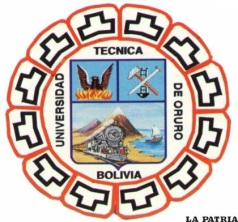 UNIVERSIDAD
TECNICA
DE ORURO
BOLIVIA
LA PATRIA